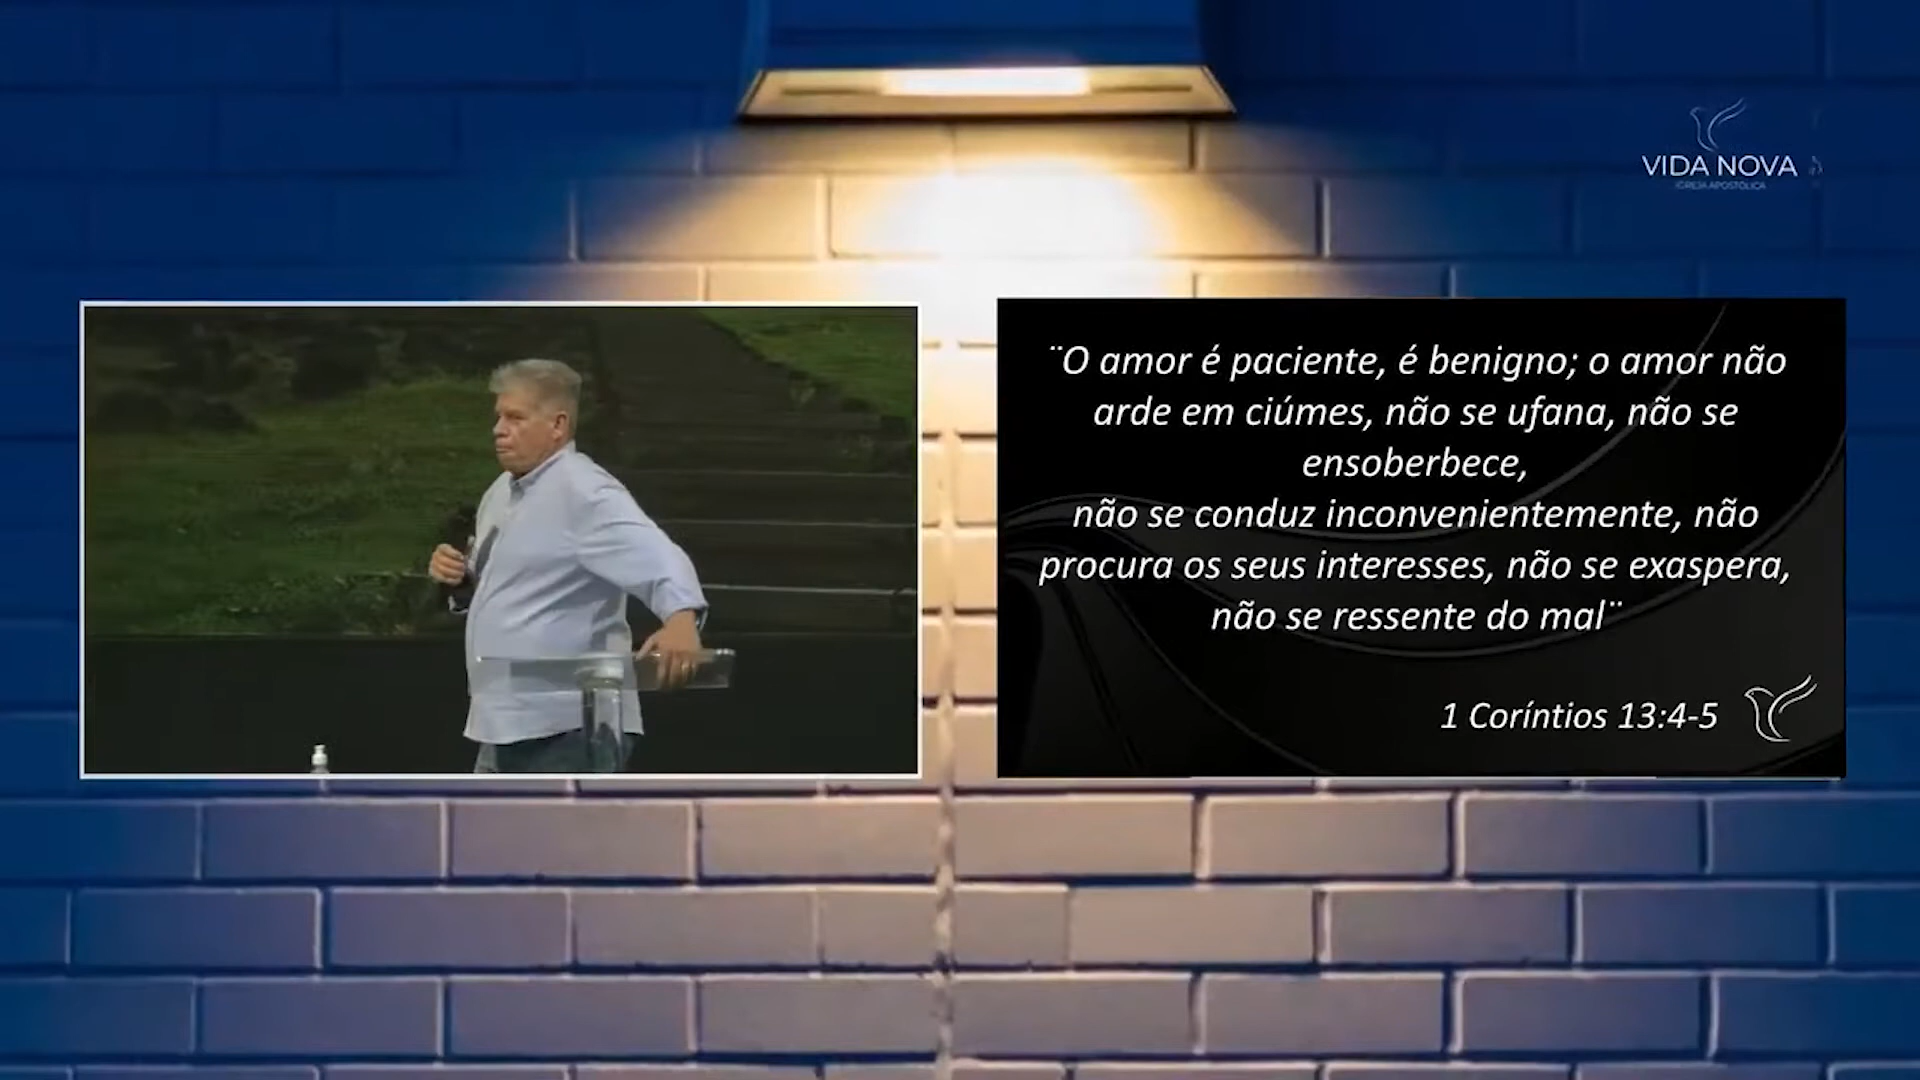 VIDA NOVA
IGREJA APOSTÓLICA
¨O amor é paciente, é benigno; o amor não
arde em ciúmes, não se ufana, não se
ensoberbece,
não se conduz inconvenientemente, não
procura os seus interesses, não se exaspera,
não se ressente do mal¨
1 Coríntios 13:4-5